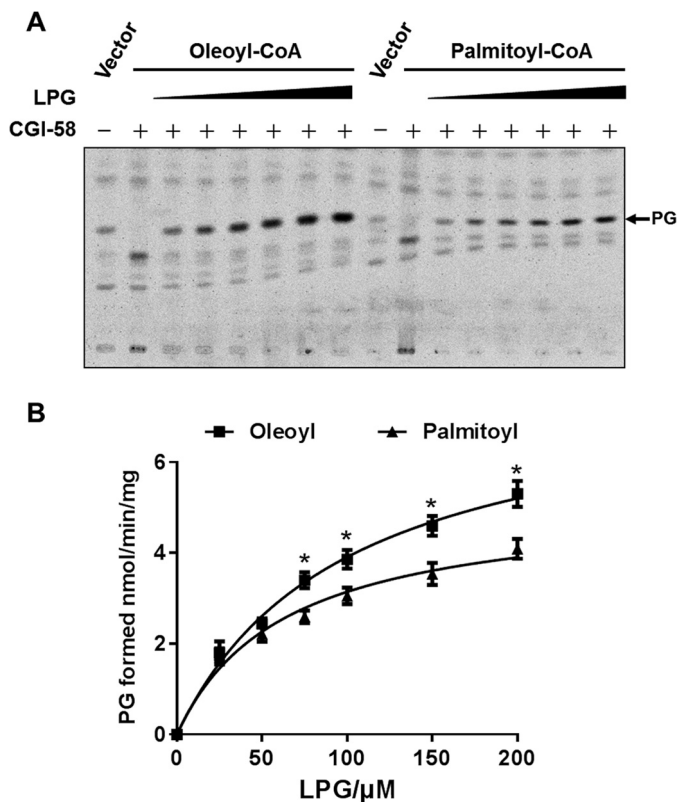 A
Vector Oleoyl-CoA Vector Palmitoyl-CoA
LPG
CGI-58 − + + + + + + + − + + + + + + +
PG
B
Oleoyl Palmitoyl
6
4
2
0
PG formed nmol/min/mg
* * * *
0 50 100 150 200
LPG/µM